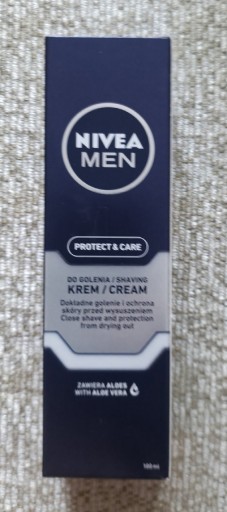 NIVEA
MEN
PROTECT & CARE
DO GOLENIA / SHAVING
KREM / CREAM
Dokładne golenie i ochrona
skóry przed wysuszeniem
Close shave and protection
from drying out
ZAWIERA ALOES
WITH ALOE VERA
100 ml